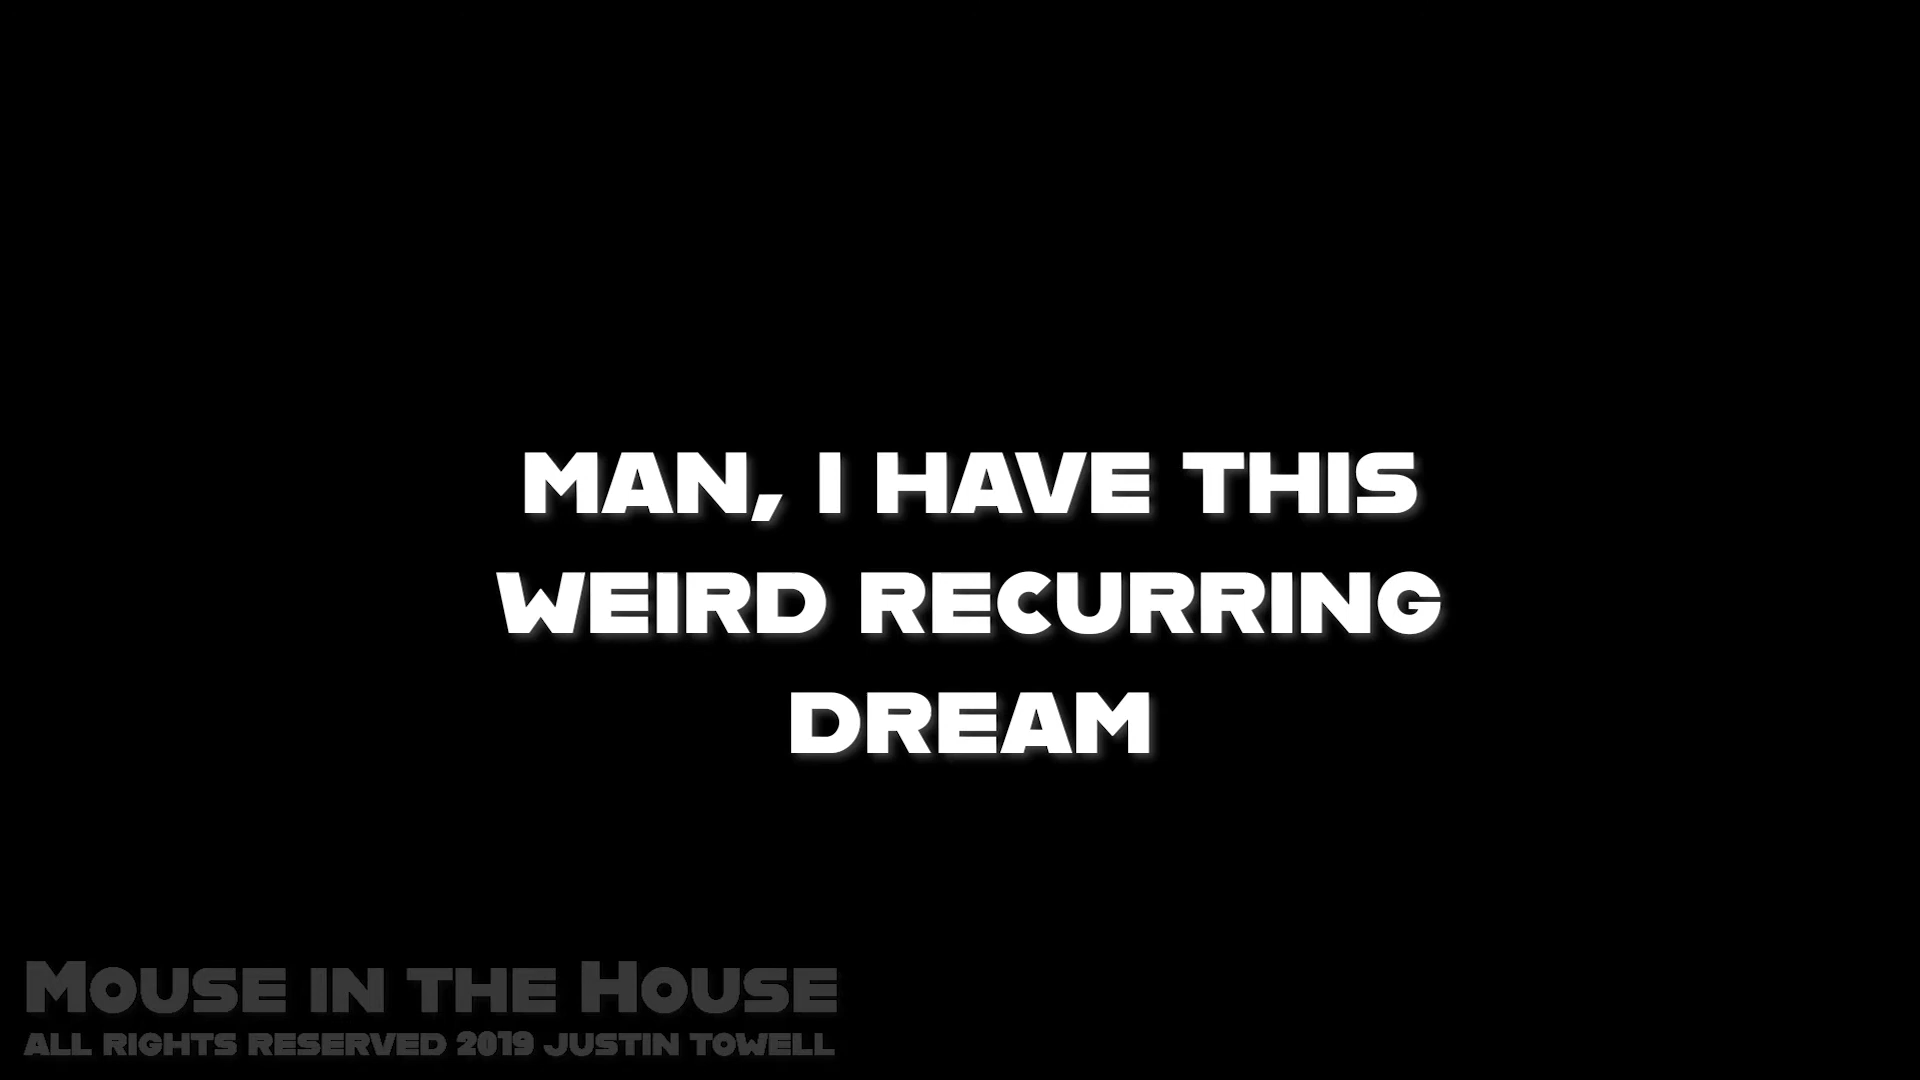 MAN, I HAVE THIS
WEIRD RECURRING
DREAM
MOUSE IN THE HOUSE
ALL RIGHTS RESERVED 2019 JUSTIN TOWELL